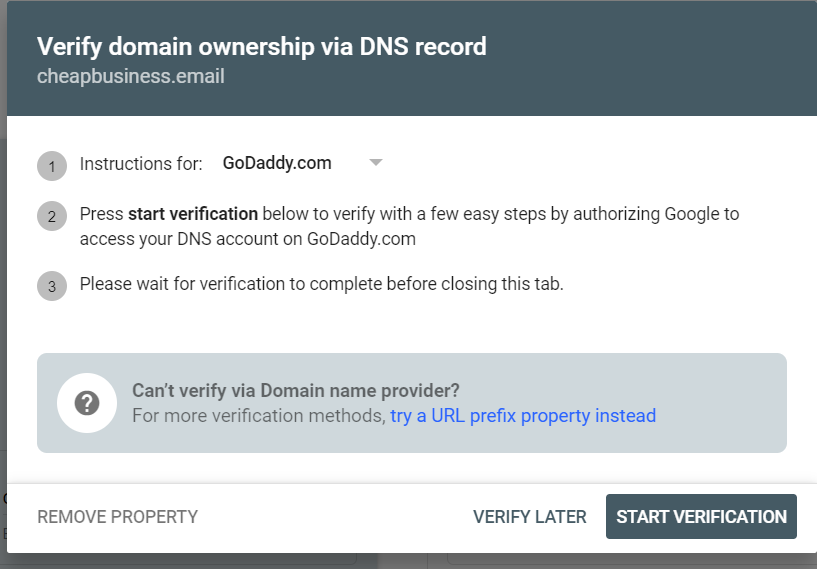 Verify domain ownership via DNS record
cheapbusiness.email
1 Instructions for: GoDaddy.com
2 Press start verification below to verify with a few easy steps by authorizing Google to
access your DNS account on GoDaddy.com
3 Please wait for verification to complete before closing this tab.
Can't verify via Domain name provider?
For more verification methods, try a URL prefix property instead
REMOVE PROPERTY VERIFY LATER START VERIFICATION